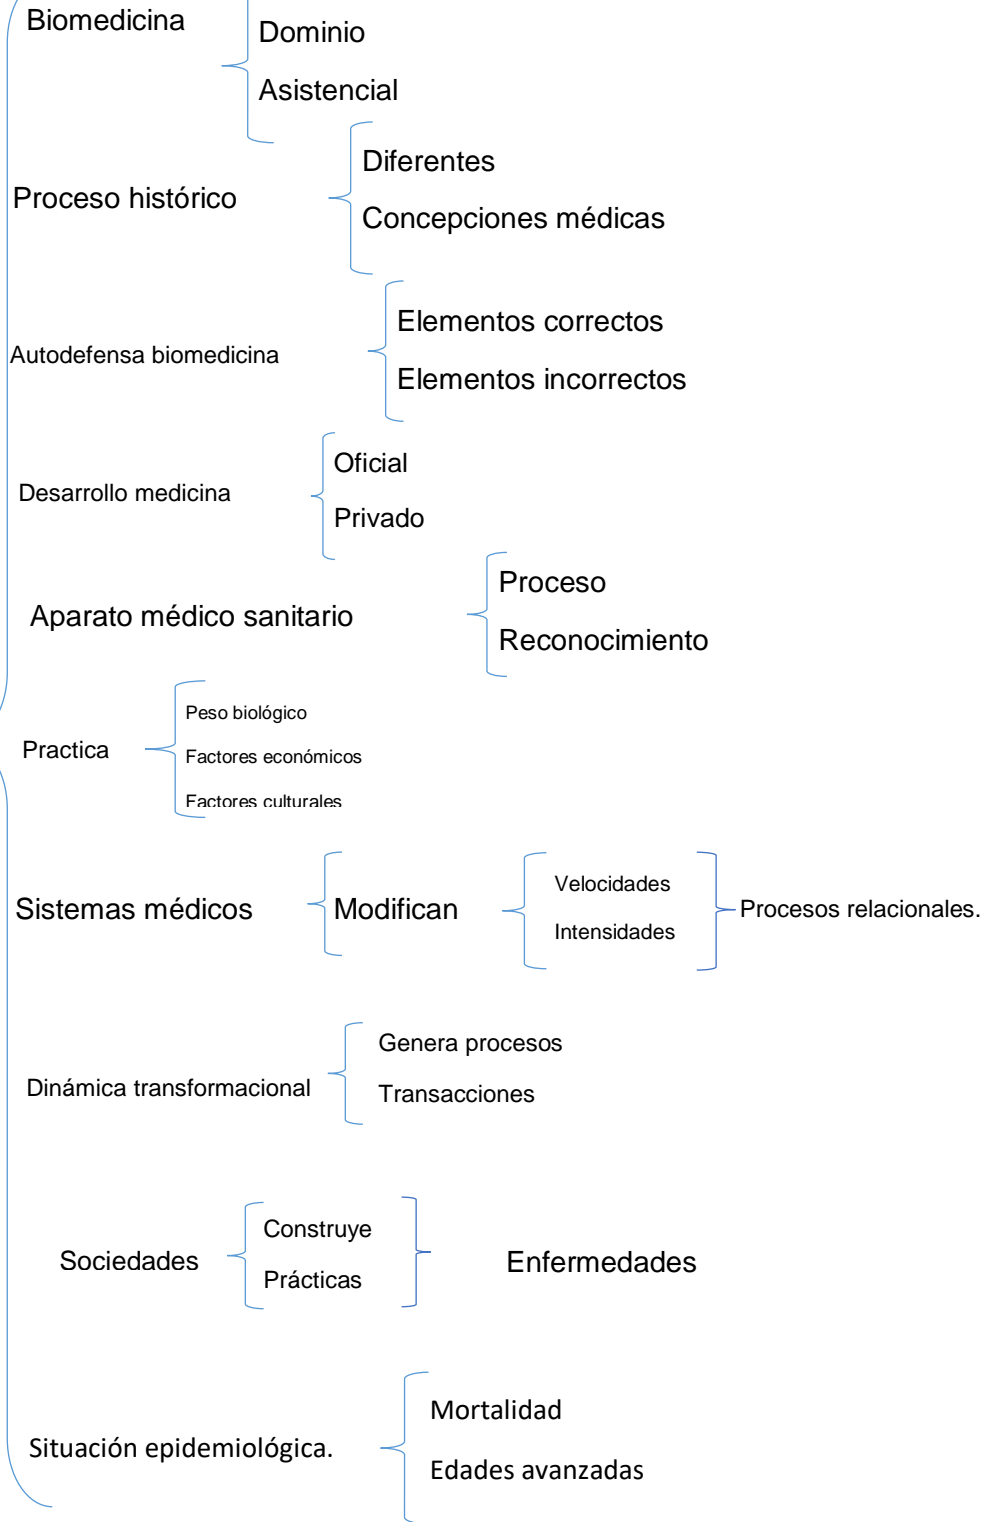 Biomedicina
Dominio
Asistencial
Proceso histórico
Diferentes
Concepciones médicas
Autodefensa biomedicina
Elementos correctos
Elementos incorrectos
Desarrollo medicina
Oficial
Privado
Aparato médico sanitario
Proceso
Reconocimiento
Practica
Peso biológico
Factores económicos
Factores culturales
Sistemas médicos
Modifican
Velocidades
Intensidades
Procesos relacionales.
Dinámica transformacional
Genera procesos
Transacciones
Sociedades
Construye
Prácticas
Enfermedades
Situación epidemiológica.
Mortalidad
Edades avanzadas